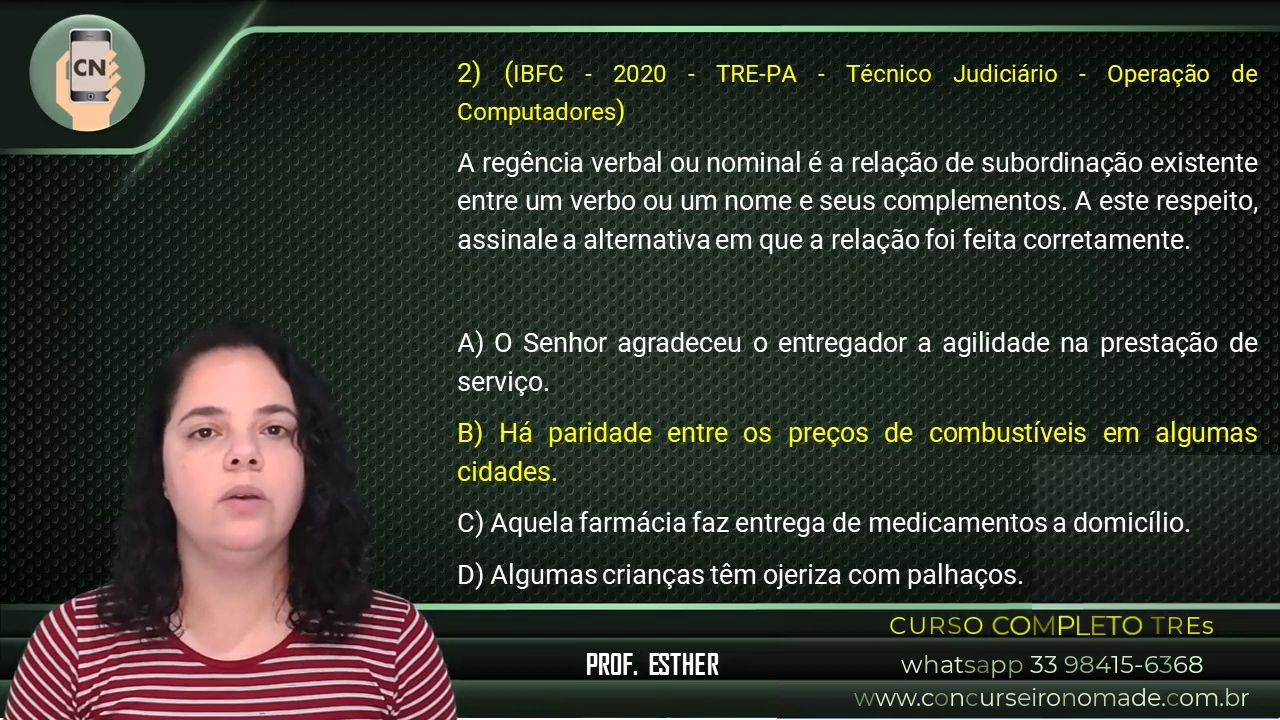 CN
2) (IBFC - 2020 - TRE-PA - Técnico Judiciário - Operação de
Computadores)
A regência verbal ou nominal é a relação de subordinação existente
entre um verbo ou um nome e seus complementos. A este respeito,
assinale a alternativa em que a relação foi feita corretamente.
A) O Senhor agradeceu o entregador a agilidade na prestação de
serviço.
B) Há paridade entre os preços de combustíveis em algumas
cidades.
C) Aquela farmácia faz entrega de medicamentos a domicílio.
D) Algumas crianças têm ojeriza com palhaços.
CURSO COMPLETO TREs
PROF. ESTHER
whatsapp 33 98415-6368
www.concurseironomade.com.br